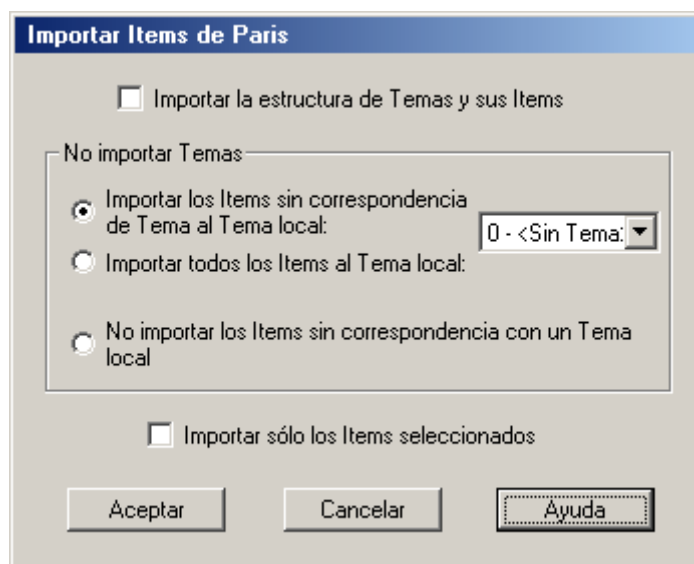 Importar Items de Paris
Importar la estructura de Temas y sus Items
No importar Temas
Importar los Items sin correspondencia
de Tema al Tema local:
0 - <Sin Tema:
Importar todos los Items al Tema local:
No importar los Items sin correspondencia con un Tema
local
Importar sólo los Items seleccionados
Aceptar Cancelar Ayuda